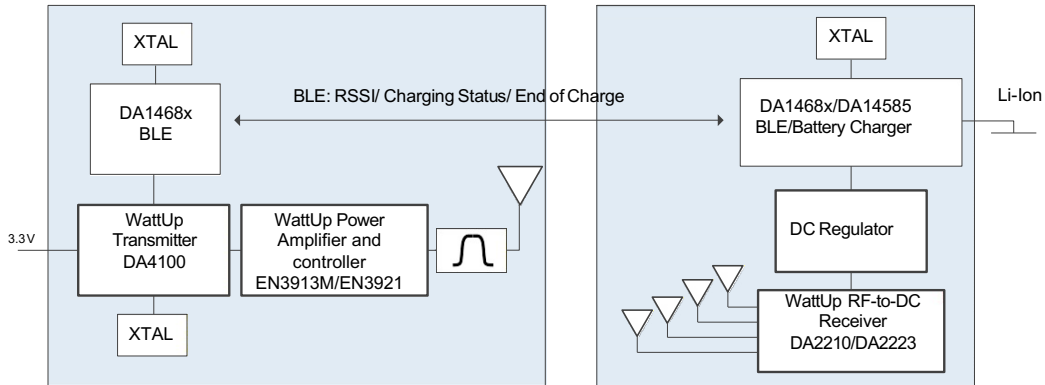 XTAL
DA1468x
BLE
WattUp
Transmitter
DA4100
3.3V
XTAL
WattUp Power
Amplifier and
controller
EN3913M/EN3921
BLE: RSSI/ Charging Status/ End of Charge
XTAL
DA1468x/DA14585
BLE/Battery Charger
Li-Ion
DC Regulator
WattUp RF-to-DC
Receiver
DA2210/DA2223